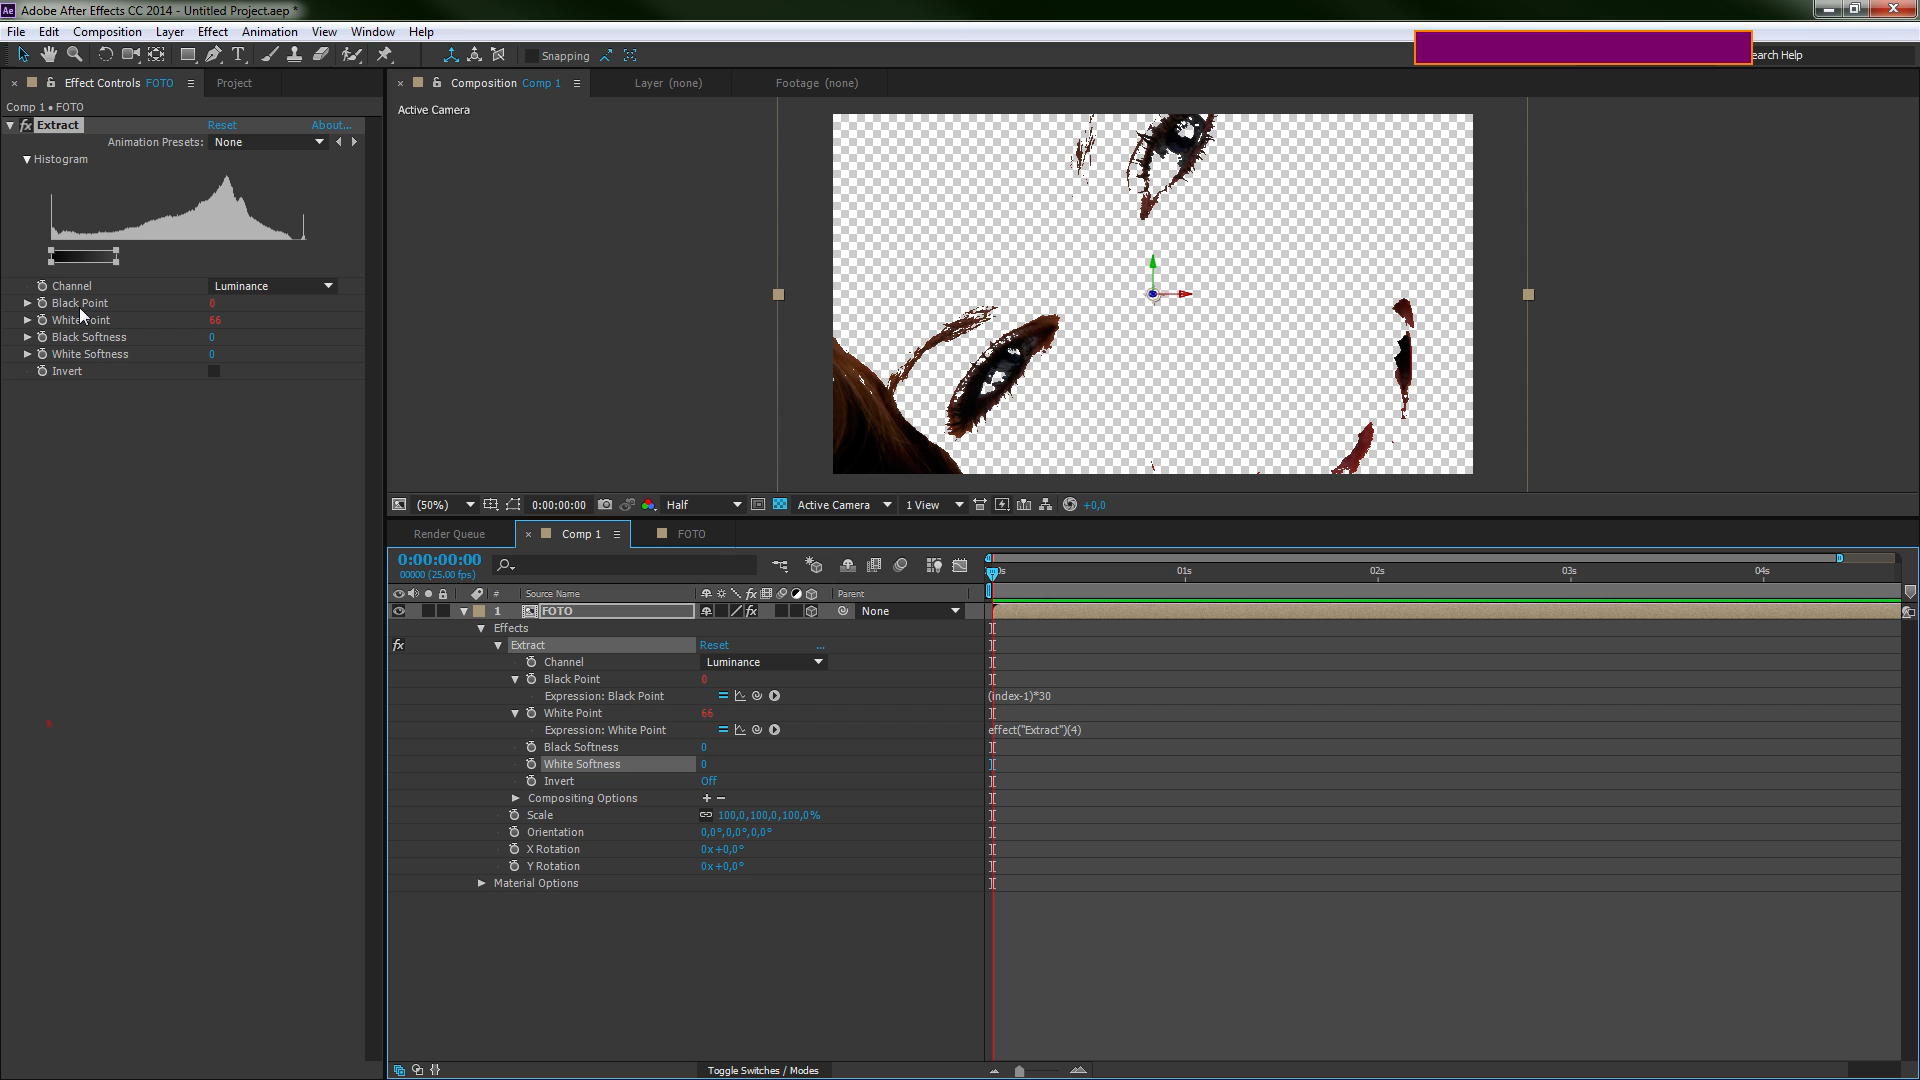 Ae Adobe After Effects CC 2014 - Untitled Project.aep *
File Edit Composition Layer Effect Animation View Window Help
Snapping
earch Help
Effect Controls FOTO Project
Composition Comp 1 Layer (none) Footage (none)
Comp 1 • FOTO
Active Camera
fx Extract Reset About...
Animation Presets: None
Histogram
Channel Luminance
Black Point 0
White Point 66
Black Softness 0
White Softness 0
Invert
(50%) 0:00:00:00 Half Active Camera 1 View +0,0
Render Queue Comp 1 FOTO
0:00:00:00
00000 (25.00 fps)
0s 01s 02s 03s 04s
# Source Name fx Parent
1 FOTO fx None
Effects
fx Extract Reset ...
Channel Luminance
Black Point 0
Expression: Black Point (index-1)*30
White Point 66
Expression: White Point effect("Extract")(4)
Black Softness 0
White Softness 0
Invert Off
Compositing Options + −
Scale 100,0,100,0,100,0%
Orientation 0,0°,0,0°,0,0°
X Rotation 0x+0,0°
Y Rotation 0x+0,0°
Material Options
Toggle Switches / Modes